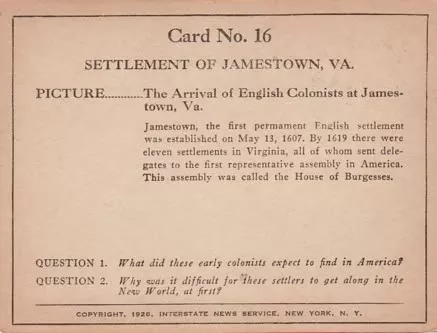 Card No. 16
SETTLEMENT OF JAMESTOWN, VA.
PICTURE............The Arrival of English Colonists at James-
town, Va.
Jamestown, the first permament English settlement
was established on May 13, 1607. By 1619 there were
eleven settlements in Virginia, all of whom sent dele-
gates to the first representative assembly in America.
This assembly was called the House of Burgesses.
QUESTION 1. What did these early colonists expect to find in America?
QUESTION 2. Why was it difficult for these settlers to get along in the
New World, at first?
COPYRIGHT, 1926, INTERSTATE NEWS SERVICE, NEW YORK, N. Y.